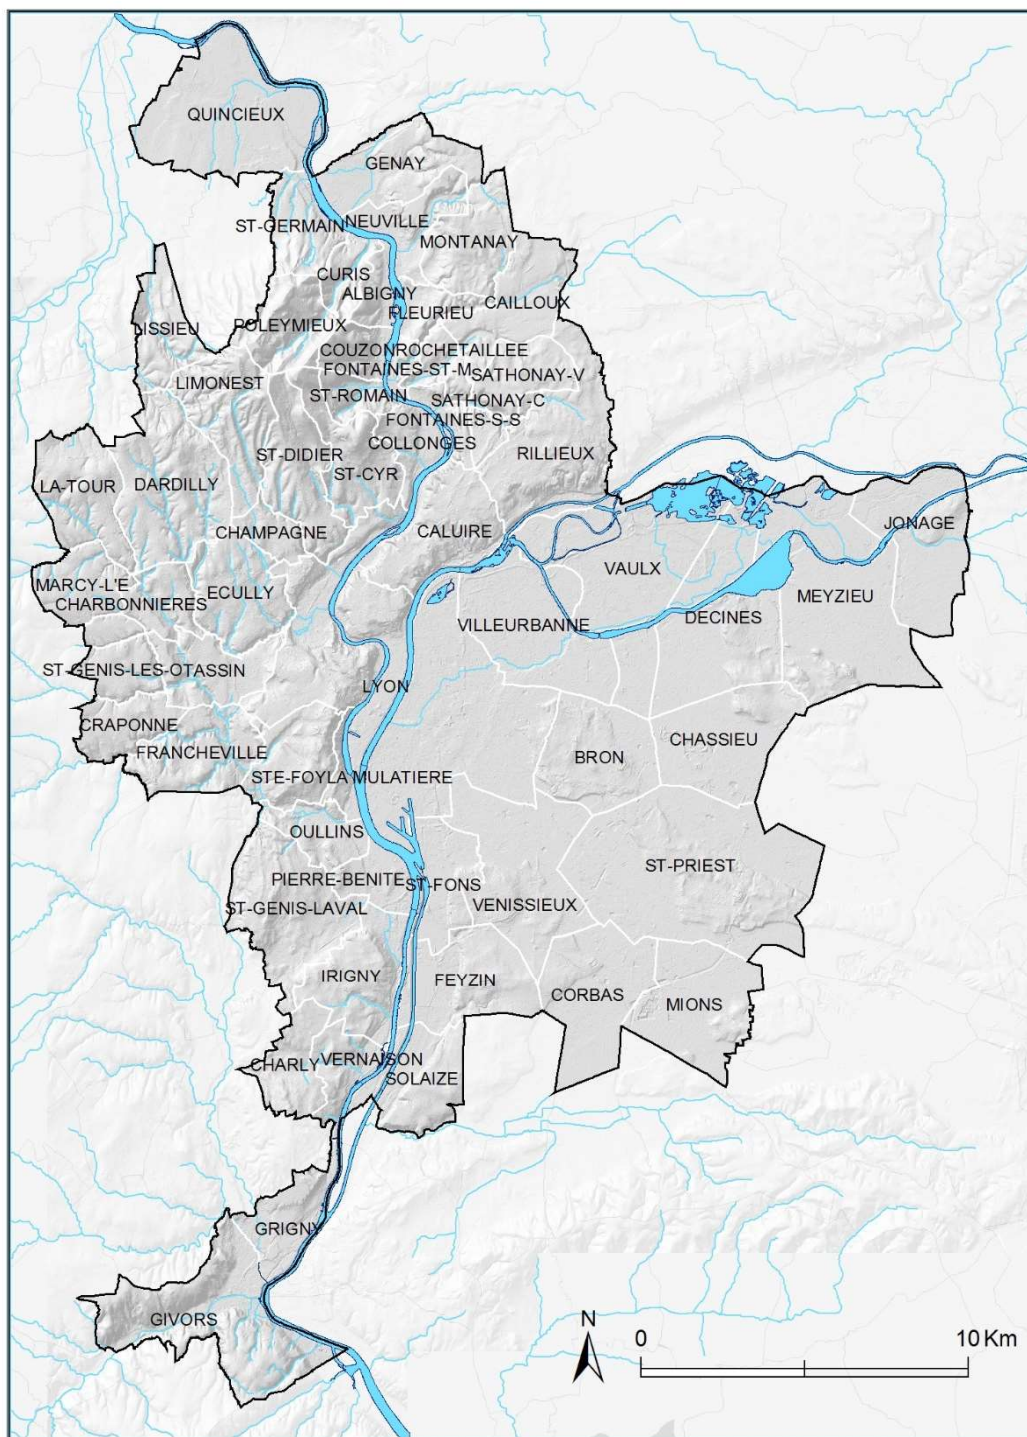 QUINCIEUX
GENAY
ST-GERMAIN
NEUVILLE
MONTANAY
CURIS
ALBIGNY
CAILLOUX
FLEURIEU
LISSIEU
POLEYMIEUX
COUZON
ROCHETAILLEE
FONTAINES-ST-M
SATHONAY-V
LIMONEST
ST-ROMAIN
SATHONAY-C
FONTAINES-S-S
COLLONGES
ST-DIDIER
RILLIEUX
ST-CYR
LA-TOUR
DARDILLY
CHAMPAGNE
CALUIRE
JONAGE
VAULX
MARCY-L'E
ECULLY
CHARBONNIERES
MEYZIEU
VILLEURBANNE
DECINES
ST-GENIS-LES-O
TASSIN
LYON
CRAPONNE
CHASSIEU
FRANCHEVILLE
BRON
STE-FOY
LA MULATIERE
OULLINS
ST-PRIEST
PIERRE-BENITE
ST-FONS
VENISSIEUX
ST-GENIS-LAVAL
IRIGNY
FEYZIN
CORBAS
MIONS
VERNAISON
CHARLY
SOLAIZE
GRIGNY
GIVORS
N
0
10 Km